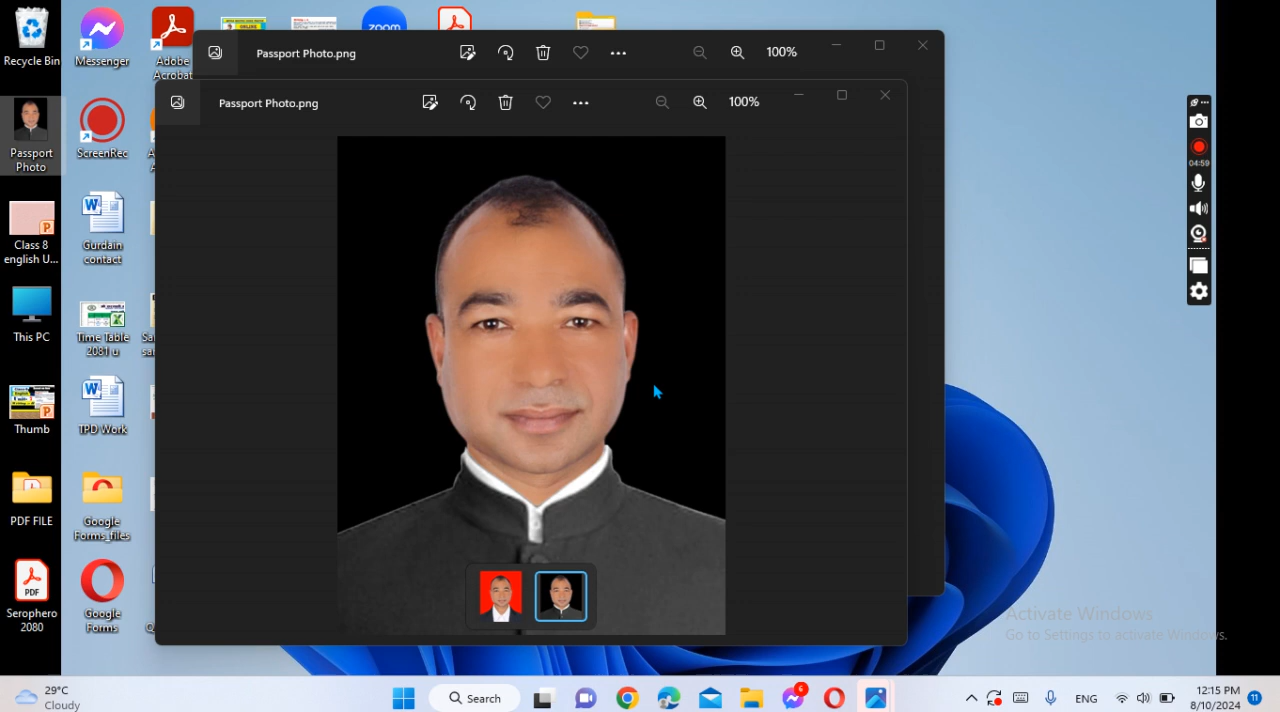 Recycle Bin
Messenger
Adobe
Acrobat
zoom
Passport Photo.png
100%
Passport Photo.png
100%
Passport
Photo
ScreenRec
04:59
Class 8
english U...
Gurdain
contact
This PC
Time Table
2081 u
Thumb
TPD Work
PDF FILE
Google
Forms_files
PDF
Serophero
2080
Google
Forms
Activate Windows
Go to Settings to activate Windows.
29°C
Cloudy
Search
6
ENG
12:15 PM
8/10/2024
11